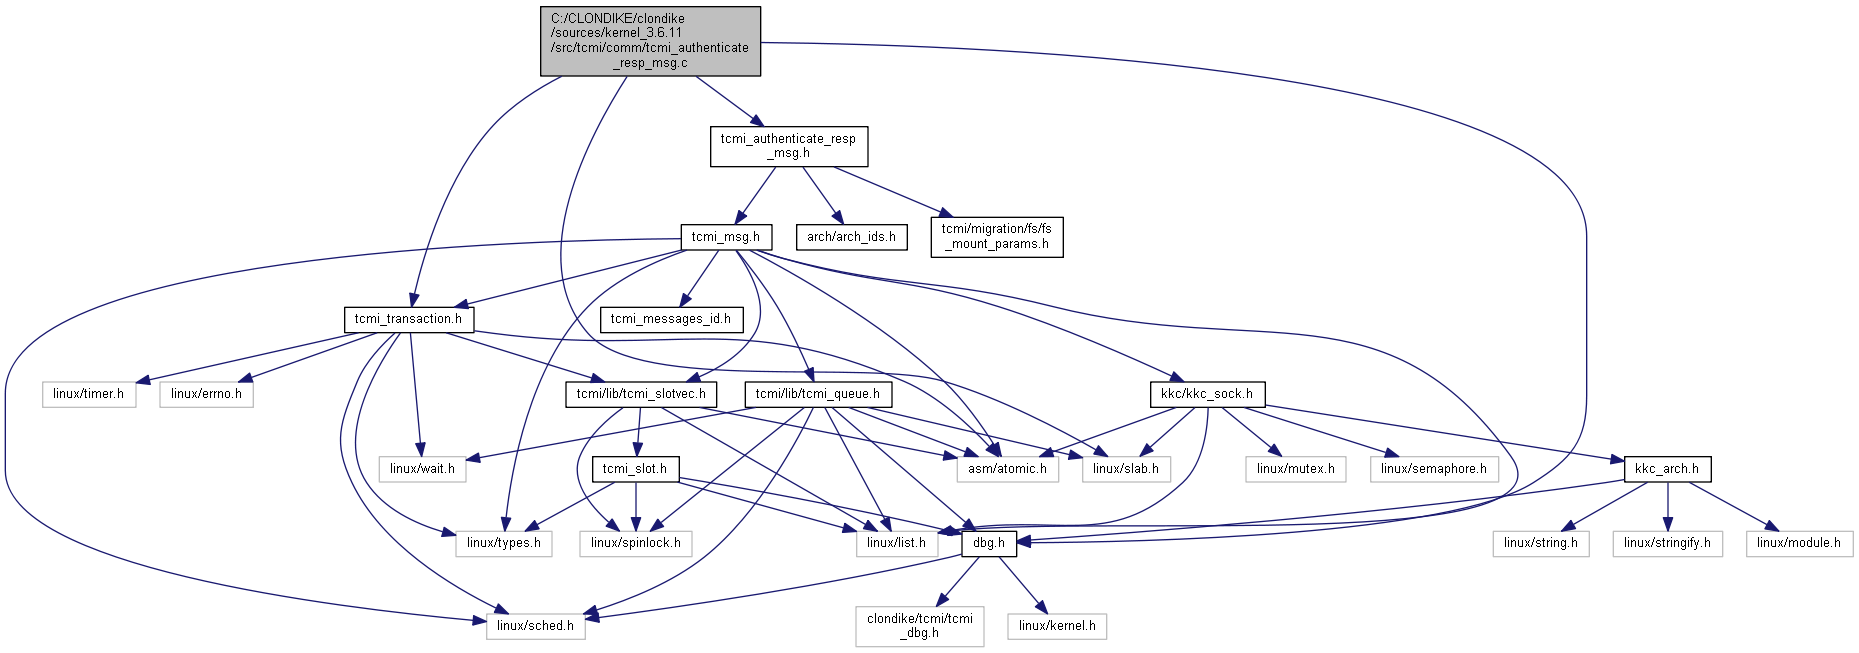 C:/CLONDIKE/clondike
/sources/kernel_3.6.11
/src/tcmi/comm/tcmi_authenticate
_resp_msg.c
tcmi_authenticate_resp
_msg.h
tcmi_msg.h
arch/arch_ids.h
tcmi/migration/fs/fs
_mount_params.h
tcmi_transaction.h
tcmi_messages_id.h
linux/timer.h
linux/errno.h
tcmi/lib/tcmi_slotvec.h
tcmi/lib/tcmi_queue.h
kkc/kkc_sock.h
linux/wait.h
tcmi_slot.h
asm/atomic.h
linux/slab.h
linux/mutex.h
linux/semaphore.h
kkc_arch.h
linux/types.h
linux/spinlock.h
linux/list.h
dbg.h
linux/string.h
linux/stringify.h
linux/module.h
linux/sched.h
clondike/tcmi/tcmi
_dbg.h
linux/kernel.h